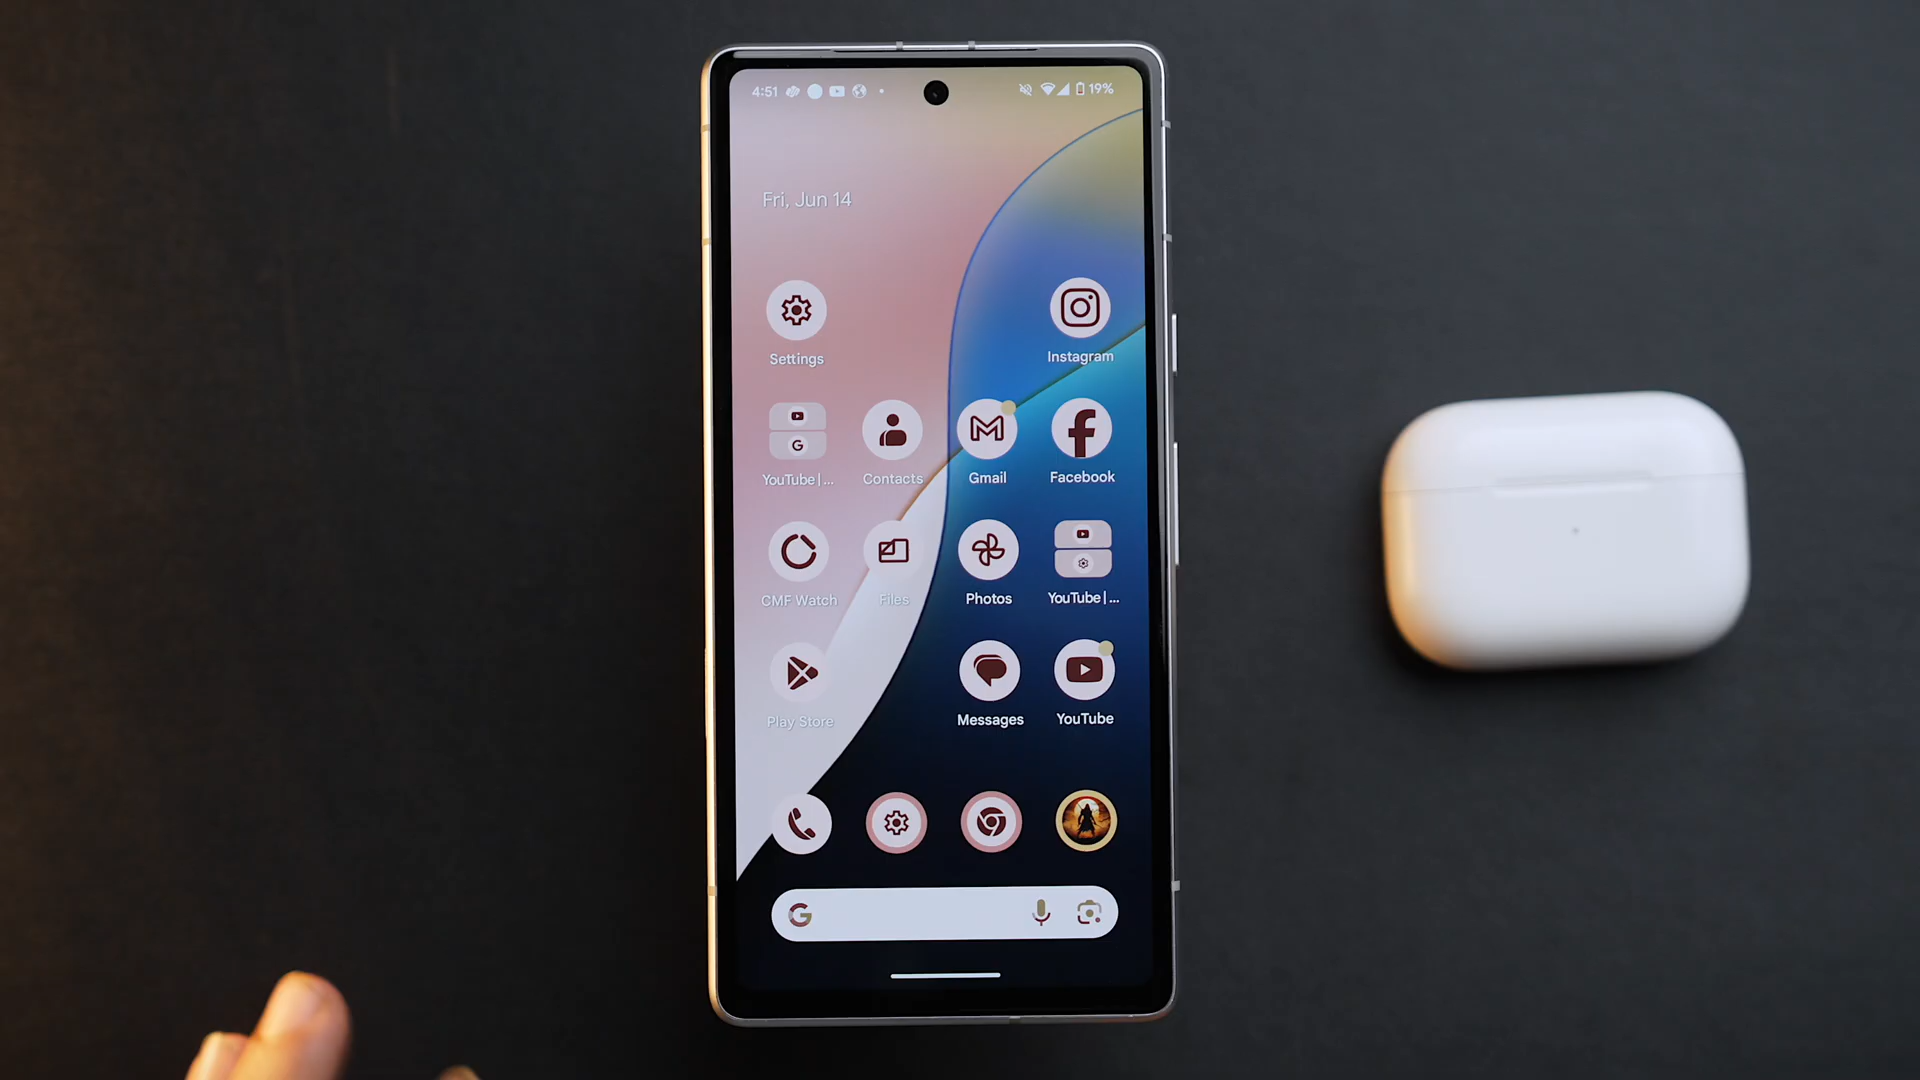 4:51 19%
Fri, Jun 14
Settings Instagram
YouTube | ... Contacts Gmail Facebook
CMF Watch Files Photos YouTube | ...
Play Store Messages YouTube